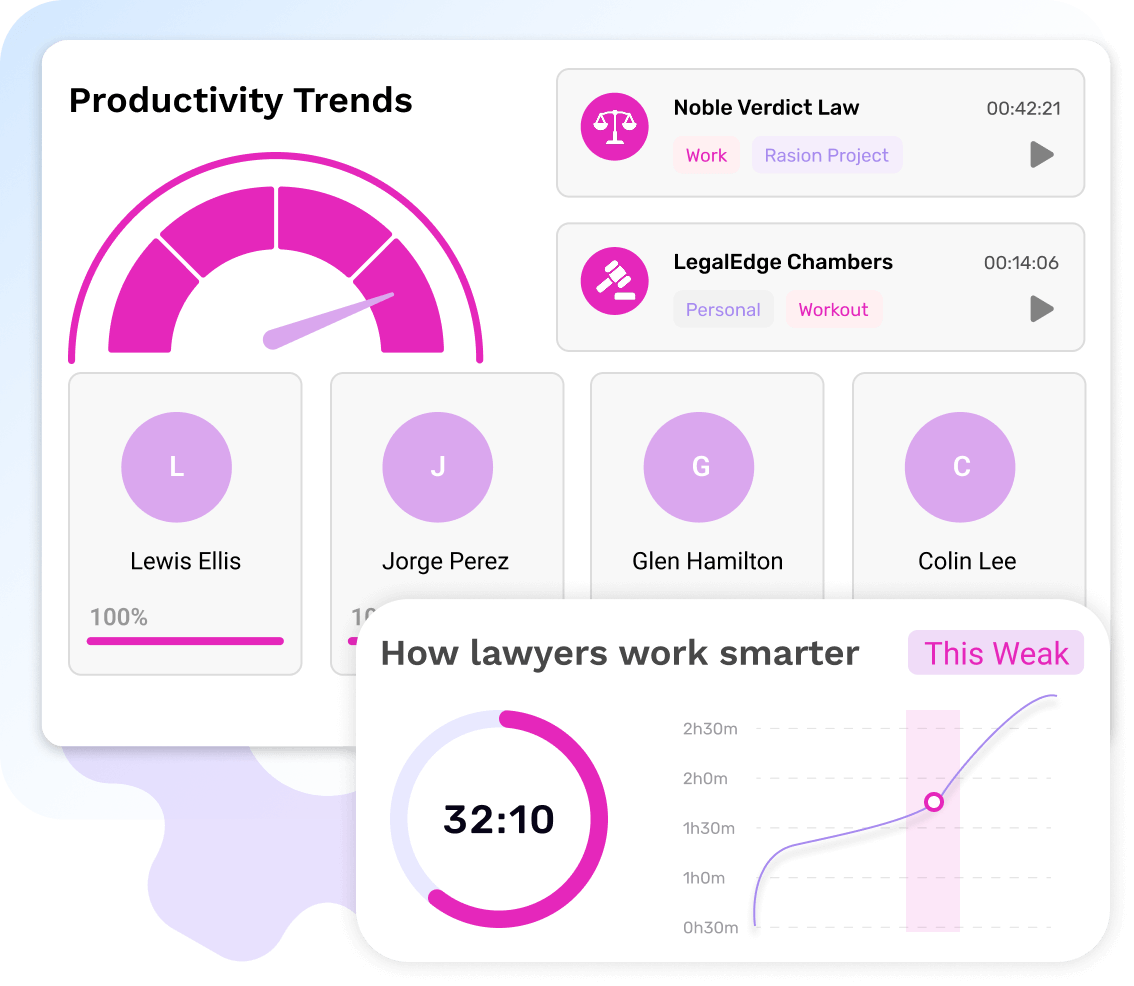 Productivity Trends
Noble Verdict Law
00:42:21
Work
Rasion Project
LegalEdge Chambers
00:14:06
Personal
Workout
L
J
G
C
Lewis Ellis
Jorge Perez
Glen Hamilton
Colin Lee
100%
How lawyers work smarter
This Weak
32:10
2h30m
2h0m
1h30m
1h0m
0h30m